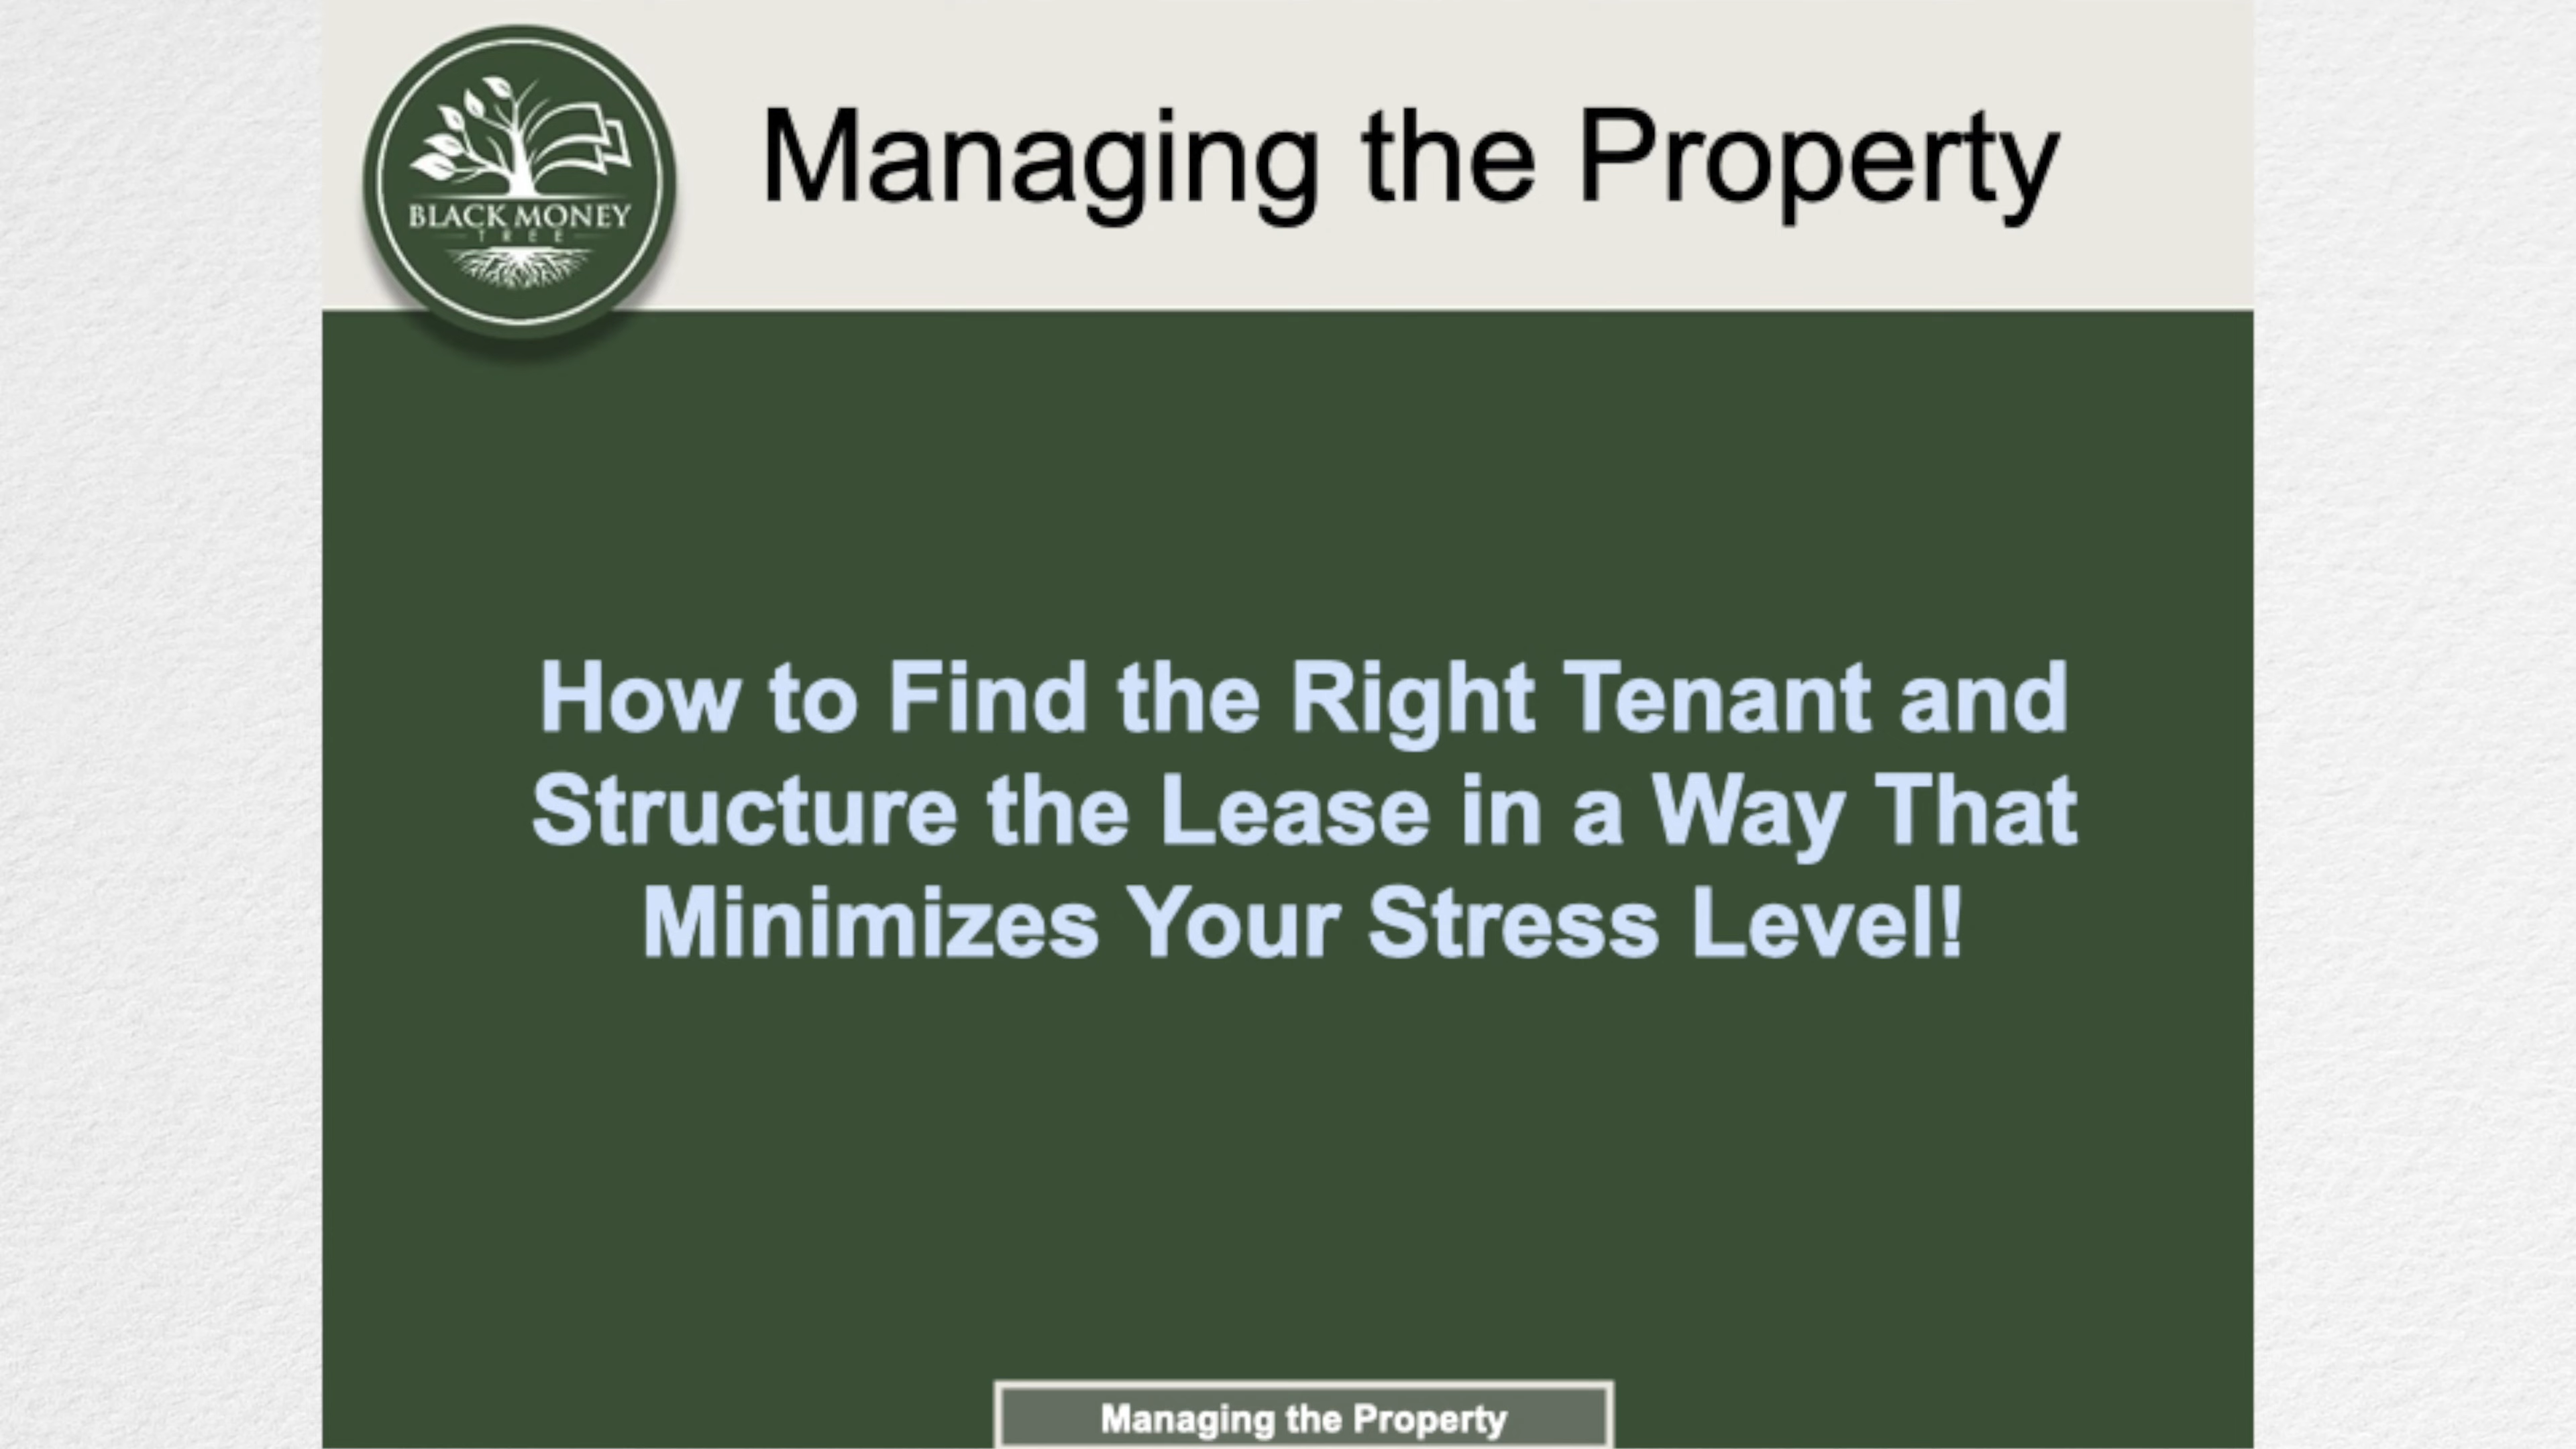 BLACK MONEY
TREE
Managing the Property
How to Find the Right Tenant and
Structure the Lease in a Way That
Minimizes Your Stress Level!
Managing the Property